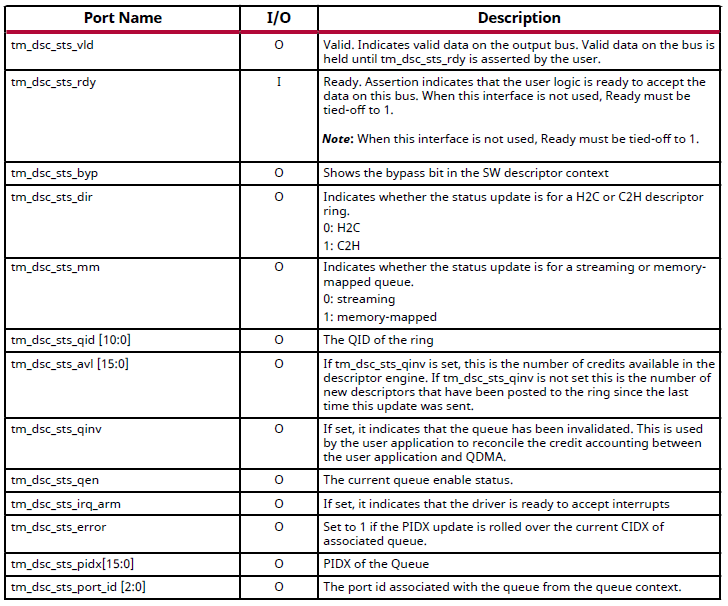 Port Name I/O Description
tm_dsc_sts_vld O Valid. Indicates valid data on the output bus. Valid data on the bus is
held until tm_dsc_sts_rdy is asserted by the user.
tm_dsc_sts_rdy I Ready. Assertion indicates that the user logic is ready to accept the
data on this bus. When this interface is not used, Ready must be
tied-off to 1.
Note: When this interface is not used, Ready must be tied-off to 1.
tm_dsc_sts_byp O Shows the bypass bit in the SW descriptor context
tm_dsc_sts_dir O Indicates whether the status update is for a H2C or C2H descriptor
ring.
0: H2C
1: C2H
tm_dsc_sts_mm O Indicates whether the status update is for a streaming or memory-
mapped queue.
0: streaming
1: memory-mapped
tm_dsc_sts_qid [10:0] O The QID of the ring
tm_dsc_sts_avl [15:0] O If tm_dsc_sts_qinv is set, this is the number of credits available in the
descriptor engine. If tm_dsc_sts_qinv is not set this is the number of
new descriptors that have been posted to the ring since the last
time this update was sent.
tm_dsc_sts_qinv O If set, it indicates that the queue has been invalidated. This is used
by the user application to reconcile the credit accounting between
the user application and QDMA.
tm_dsc_sts_qen O The current queue enable status.
tm_dsc_sts_irq_arm O If set, it indicates that the driver is ready to accept interrupts
tm_dsc_sts_error O Set to 1 if the PIDX update is rolled over the current CIDX of
associated queue.
tm_dsc_sts_pidx[15:0] O PIDX of the Queue
tm_dsc_sts_port_id [2:0] O The port id associated with the queue from the queue context.